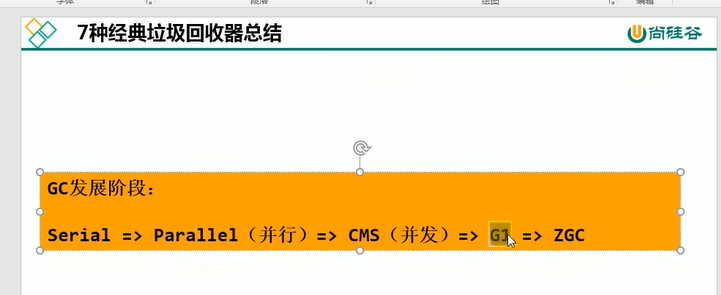 7种经典垃圾回收器总结
尚硅谷
GC发展阶段：
Serial => Parallel（并行）=> CMS（并发）=> G1 => ZGC